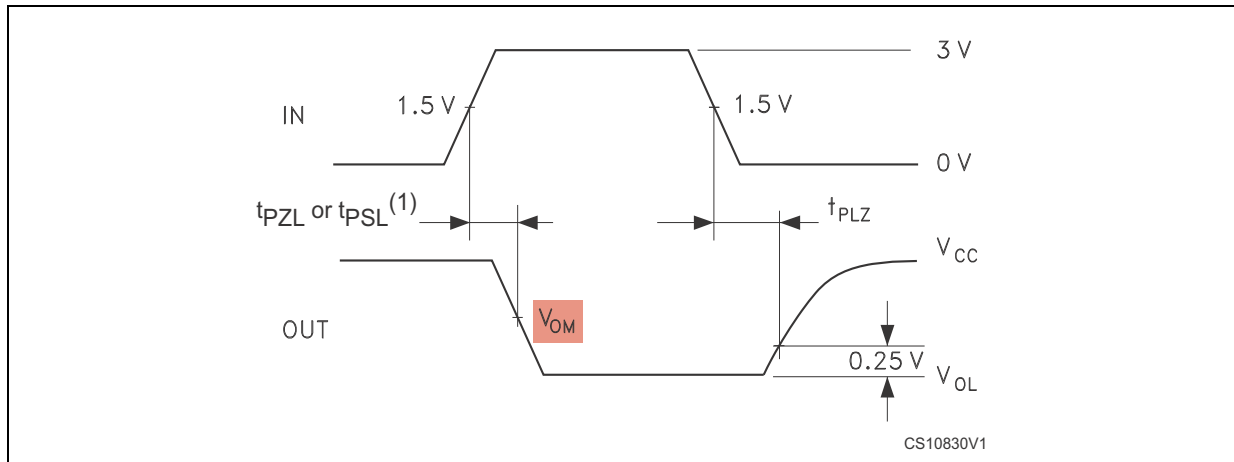 3 V
1.5 V
1.5 V
IN
0 V
tPZL or tPSL(1)
tPLZ
VCC
VOM
OUT
0.25 V
VOL
CS10830V1